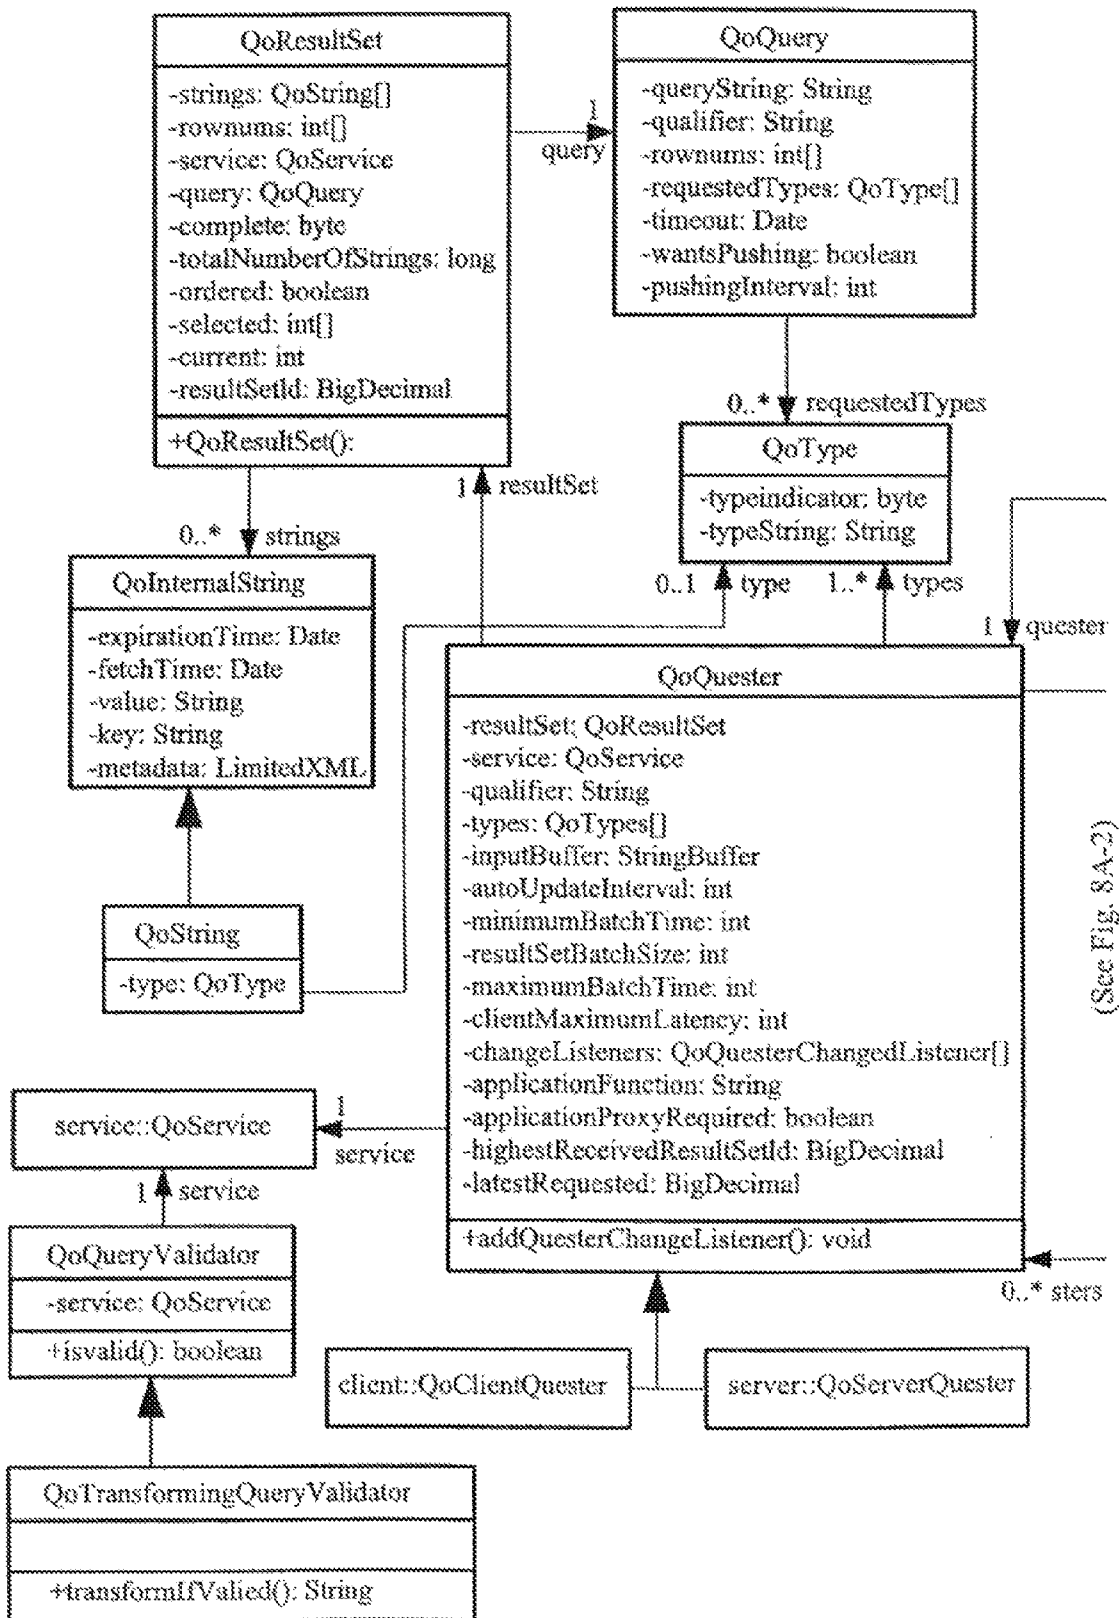 QoResultSet
-strings: QoString[]
-rownums: int[]
-service: QoService
-query: QoQuery
-complete: byte
-totalNumberOfStrings: long
-ordered: boolean
-selected: int[]
-current: int
-resultSetId: BigDecimal
+QoResultSet():
1
query
QoQuery
-queryString: String
-qualifier: String
-rownums: int[]
-requestedTypes: QoType[]
-timeout: Date
-wantsPushing: boolean
-pushingInterval: int
0..* requestedTypes
QoType
-typeindicator: byte
-typeString: String
1 resultSet
0..* strings
0..1 type
1..* types
1 quester
QoInternalString
-expirationTime: Date
-fetchTime: Date
-value: String
-key: String
-metadata: LimitedXML
QoString
-type: QoType
QoQuester
-resultSet: QoResultSet
-service: QoService
-qualifier: String
-types: QoTypes[]
-inputBuffer: StringBuffer
-autoUpdateInterval: int
-minimumBatchTime: int
-resultSetBatchSize: int
-maximumBatchTime: int
-clientMaximumLatency: int
-changeListeners: QoQuesterChangedListener[]
-applicationFunction: String
-applicationProxyRequired: boolean
-highestReceivedResultSetId: BigDecimal
-latestRequested: BigDecimal
+addQuesterChangeListener(): void
(See Fig. 8A-2)
service::QoService
1
service
1 service
QoQueryValidator
-service: QoService
+isvalid(): boolean
0..* sters
client::QoClientQuester
server::QoServerQuester
QoTransformingQueryValidator
+transformIfValied(): String